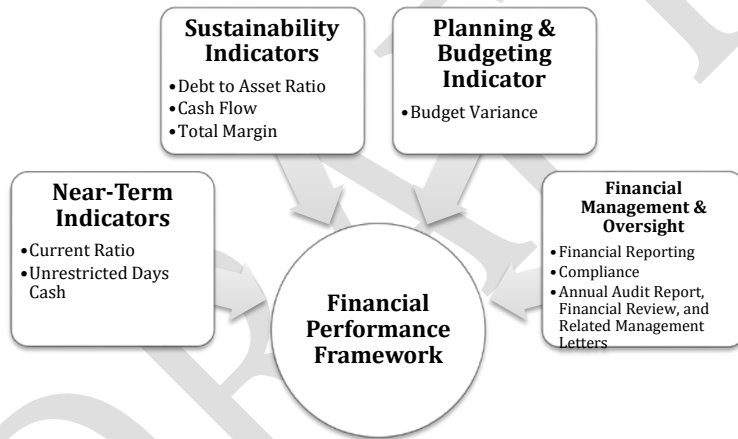 Sustainability
Indicators
•Debt to Asset Ratio
•Cash Flow
•Total Margin
Planning &
Budgeting
Indicator
•Budget Variance
Near-Term
Indicators
•Current Ratio
•Unrestricted Days
Cash
Financial
Management &
Oversight
•Financial Reporting
•Compliance
•Annual Audit Report,
Financial Review, and
Related Management
Letters
Financial
Performance
Framework